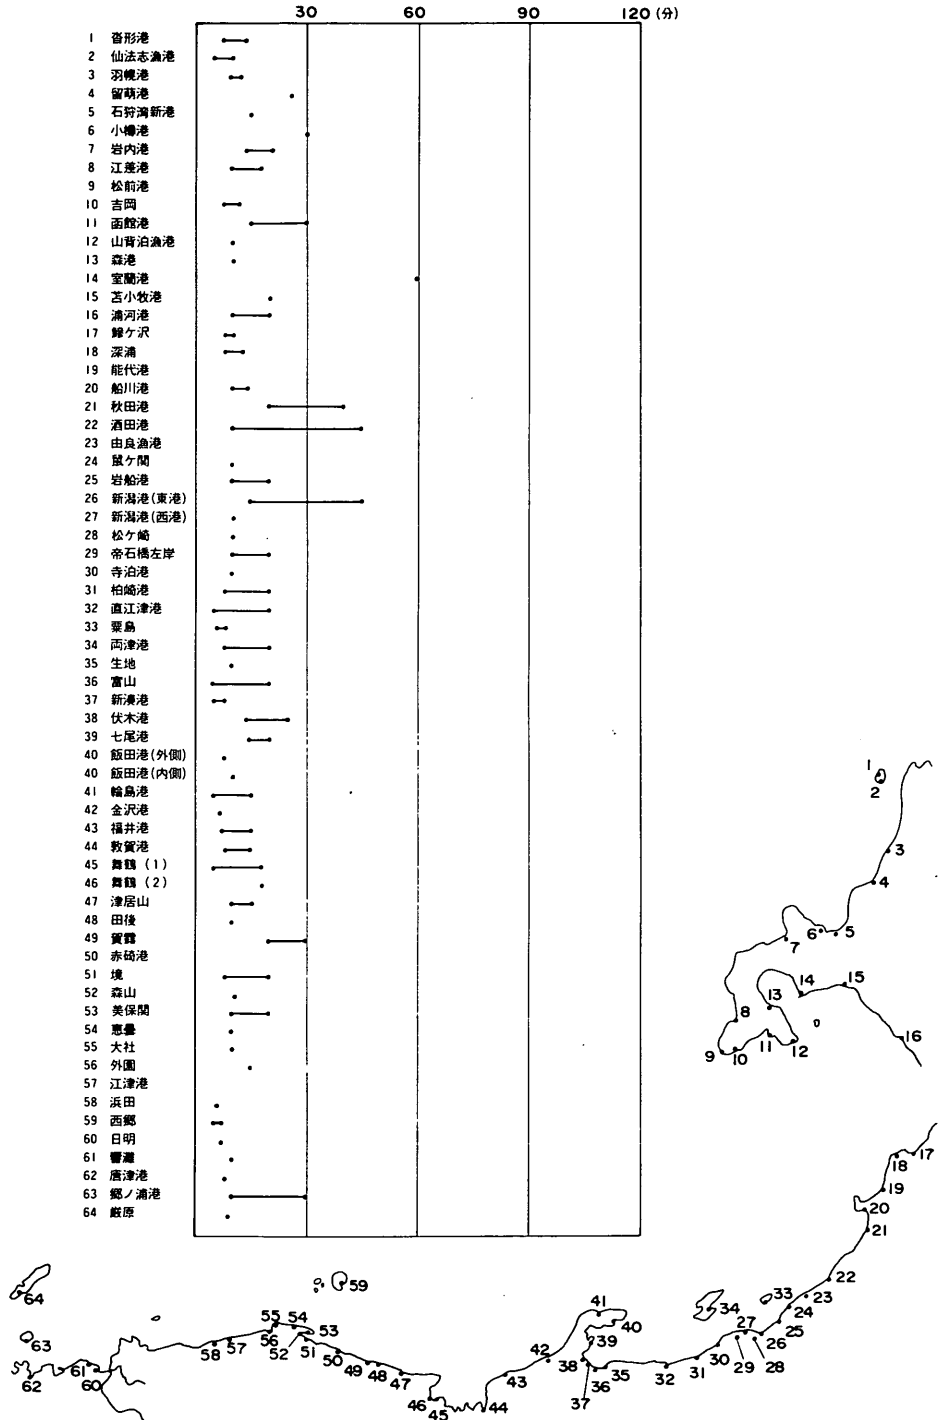 30 60 90 120 (分)
1 沓形港
2 仙法志漁港
3 羽幌港
4 留萌港
5 石狩湾新港
6 小樽港
7 岩内港
8 江差港
9 松前港
10 吉岡
11 函館港
12 山背泊漁港
13 森港
14 室蘭港
15 苫小牧港
16 浦河港
17 鰺ケ沢
18 深浦
19 能代港
20 船川港
21 秋田港
22 酒田港
23 由良漁港
24 鼠ケ関
25 岩船港
26 新潟港(東港)
27 新潟港(西港)
28 松ケ崎
29 帝石橋左岸
30 寺泊港
31 柏崎港
32 直江津港
33 粟島
34 両津港
35 生地
36 富山
37 新湊港
38 伏木港
39 七尾港
40 飯田港(外側)
40 飯田港(内側)
41 輪島港
42 金沢港
43 福井港
44 敦賀港
45 舞鶴 (1)
46 舞鶴 (2)
47 津居山
48 田後
49 賀露
50 赤碕港
51 境
52 森山
53 美保関
54 恵曇
55 大社
56 外園
57 江津港
58 浜田
59 西郷
60 日明
61 響灘
62 唐津港
63 郷ノ浦港
64 厳原
1
2
3
4
6 5
7
14 15
13
8
16
9 10 11 12
17
18
19
20
21
22
59
64
33 23
34 24
41
55 54 40
53 27 25
63 56 26
58 57 52 51 39 29 28
50 42 30
49 48 38 35 31
61 47 36 32
62 60 43 37
46
45 44